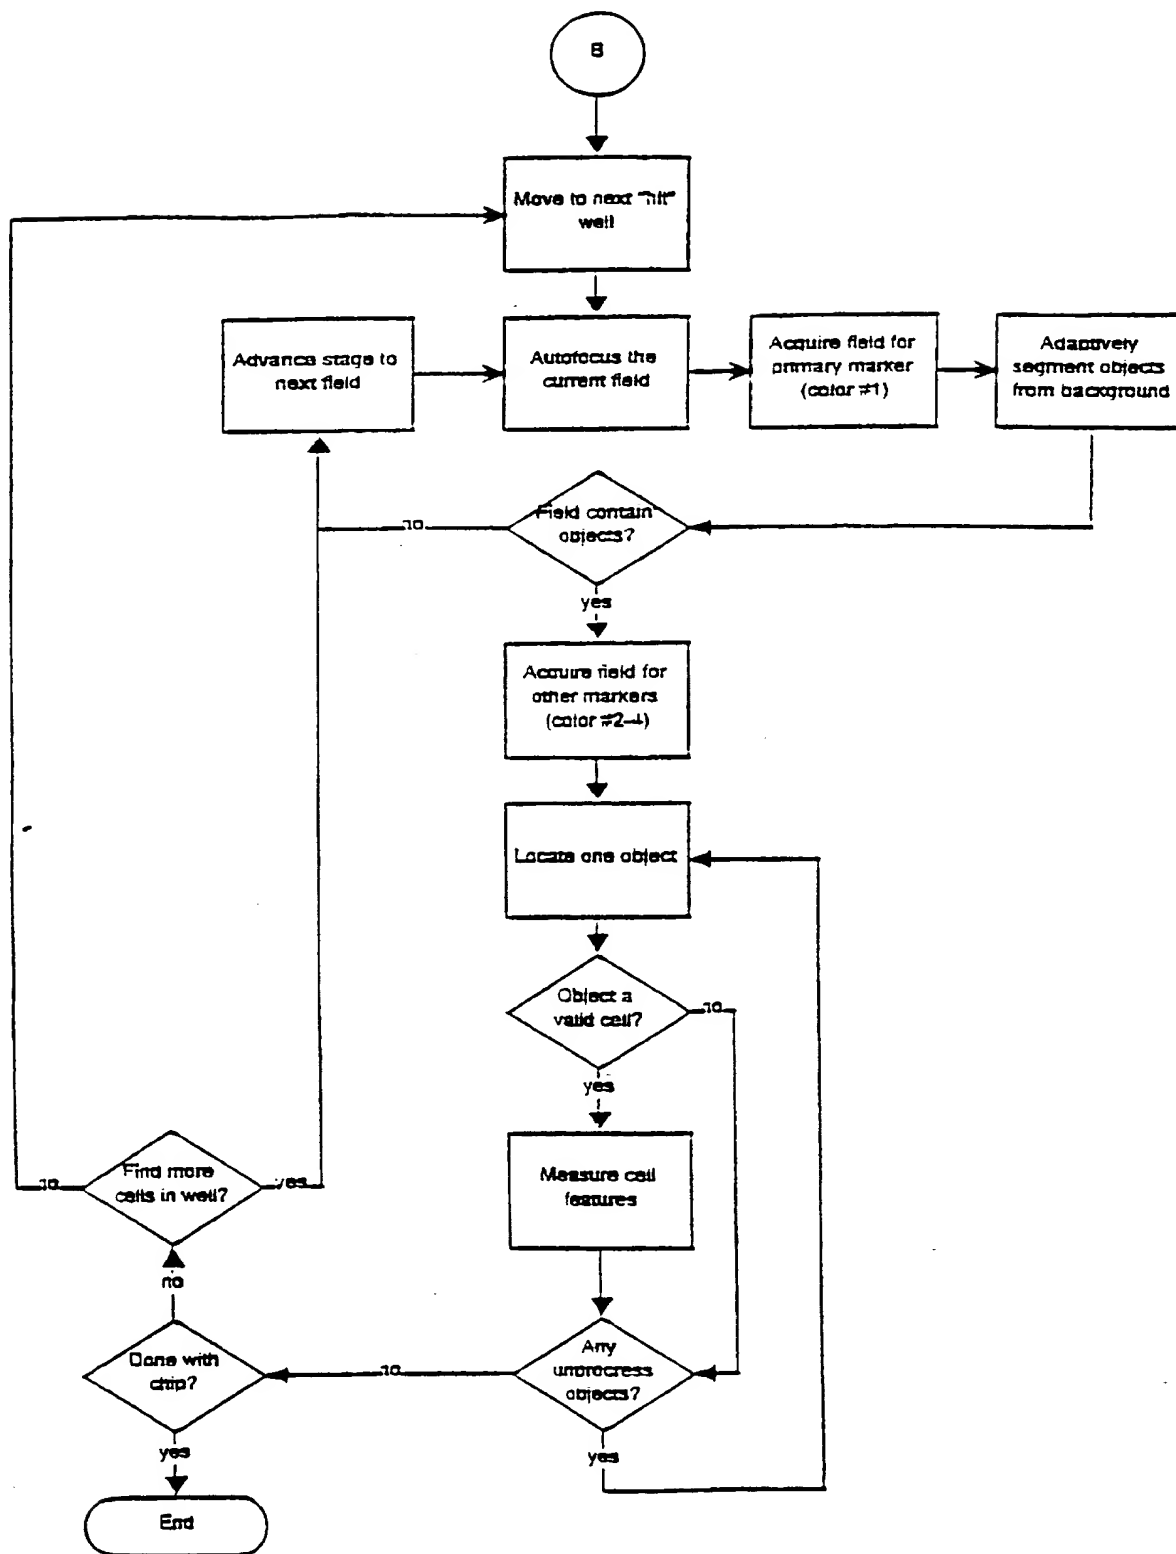 B
Move to next "hit"
well
Advance stage to
next field
Autofocus the
current field
Acquire field for
primary marker
(color #1)
Adaptively
segment objects
from background
Field contain
objects?
no
yes
Acquire field for
other markers
(color #2-4)
Locate one object
Object a
valid cell?
no
yes
Measure cell
features
Find more
cells in well?
no
yes
no
Done with
chip?
no
Any
unprocress
objects?
yes
yes
End